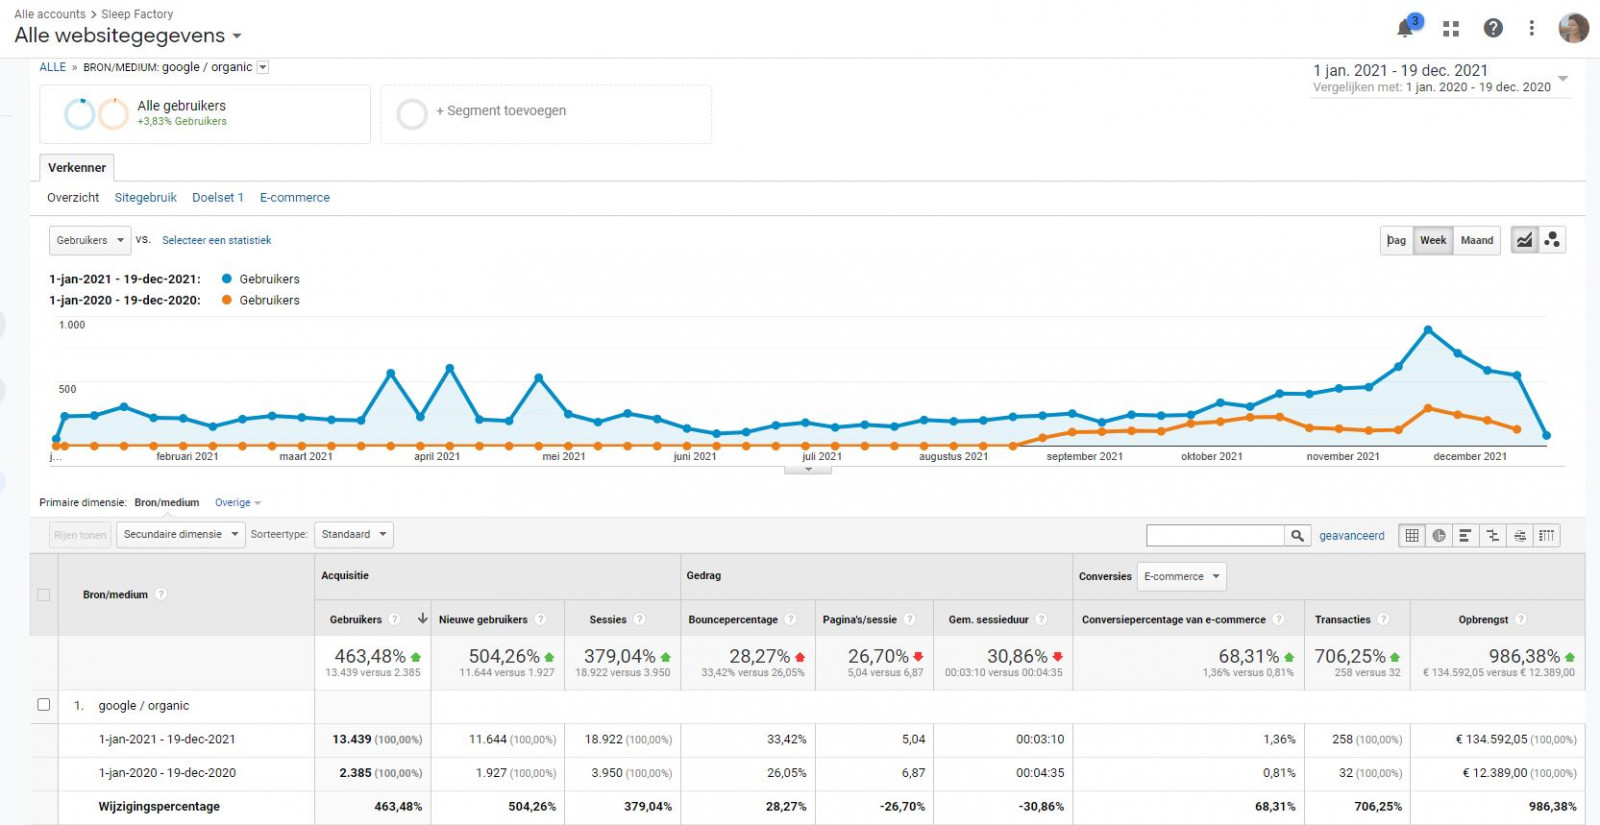 Alle accounts > Sleep Factory
Alle websitegegevens
3
ALLE » BRON/MEDIUM: google / organic
1 jan. 2021 - 19 dec. 2021
Vergelijken met: 1 jan. 2020 - 19 dec. 2020
Alle gebruikers
+3,83% Gebruikers
+ Segment toevoegen
Verkenner
Overzicht Sitegebruik Doelset 1 E-commerce
Gebruikers vs. Selecteer een statistiek
Dag Week Maand
1-jan-2021 - 19-dec-2021: Gebruikers
1-jan-2020 - 19-dec-2020: Gebruikers
1.000
500
j... februari 2021 maart 2021 april 2021 mei 2021 juni 2021 juli 2021 augustus 2021 september 2021 oktober 2021 november 2021 december 2021
Primaire dimensie: Bron/medium Overige
Rijen tonen Secundaire dimensie Sorteertype: Standaard geavanceerd
Bron/medium ? Acquisitie Gedrag Conversies E-commerce
Gebruikers ? Nieuwe gebruikers ? Sessies ? Bouncepercentage ? Pagina's/sessie ? Gem. sessieduur ? Conversiepercentage van e-commerce ? Transacties ? Opbrengst ?
463,48% 504,26% 379,04% 28,27% 26,70% 30,86% 68,31% 706,25% 986,38%
13.439 versus 2.385 11.644 versus 1.927 18.922 versus 3.950 33,42% versus 26,05% 5,04 versus 6,87 00:03:10 versus 00:04:35 1,36% versus 0,81% 258 versus 32 € 134.592,05 versus € 12.389,00
1. google / organic
1-jan-2021 - 19-dec-2021 13.439 (100,00%) 11.644 (100,00%) 18.922 (100,00%) 33,42% 5,04 00:03:10 1,36% 258 (100,00%) € 134.592,05 (100,00%)
1-jan-2020 - 19-dec-2020 2.385 (100,00%) 1.927 (100,00%) 3.950 (100,00%) 26,05% 6,87 00:04:35 0,81% 32 (100,00%) € 12.389,00 (100,00%)
Wijzigingspercentage 463,48% 504,26% 379,04% 28,27% -26,70% -30,86% 68,31% 706,25% 986,38%